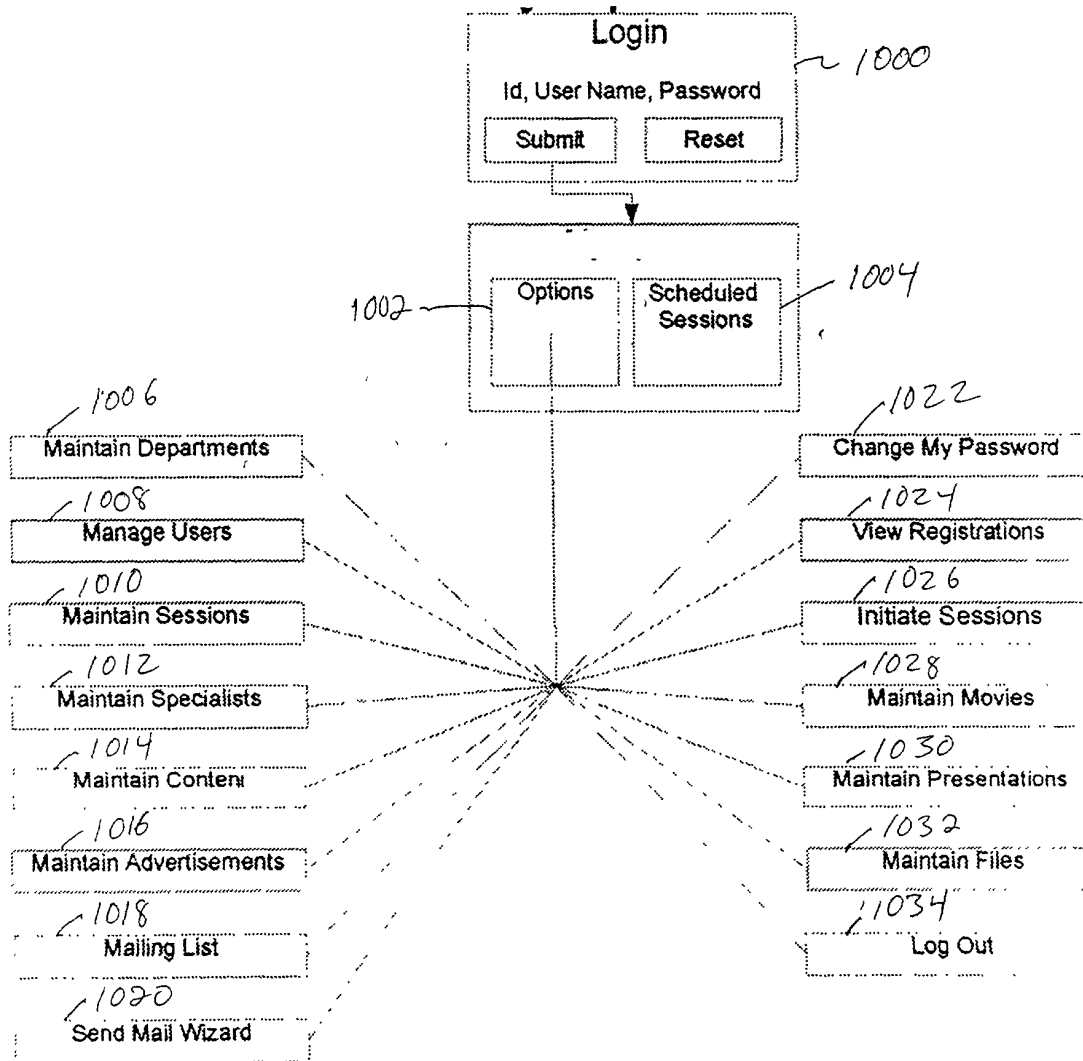 Login
1000
Id, User Name, Password
Submit
Reset
1002
Options
Scheduled
Sessions
1004
1006
Maintain Departments
1008
Manage Users
1010
Maintain Sessions
1012
Maintain Specialists
1014
Maintain Content
1016
Maintain Advertisements
1018
Mailing List
1020
Send Mail Wizard
1022
Change My Password
1024
View Registrations
1026
Initiate Sessions
1028
Maintain Movies
1030
Maintain Presentations
1032
Maintain Files
1034
Log Out